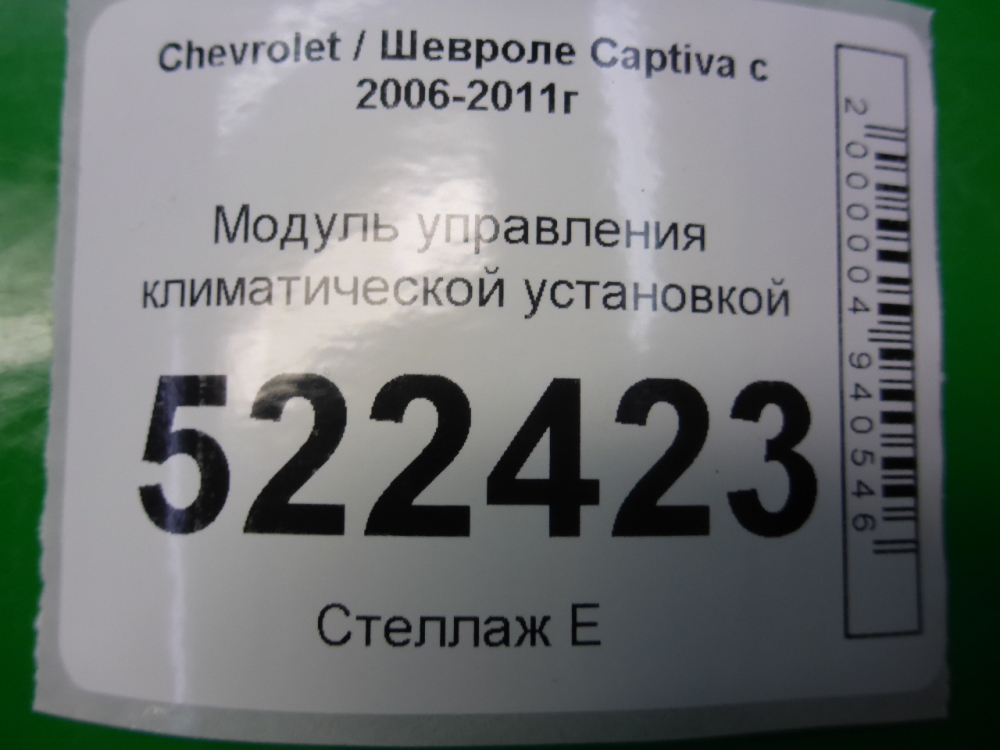 Chevrolet / Шевроле Captiva с
2006-2011г
Модуль управления
климатической установкой
522423
Стеллаж Е
2000004940546